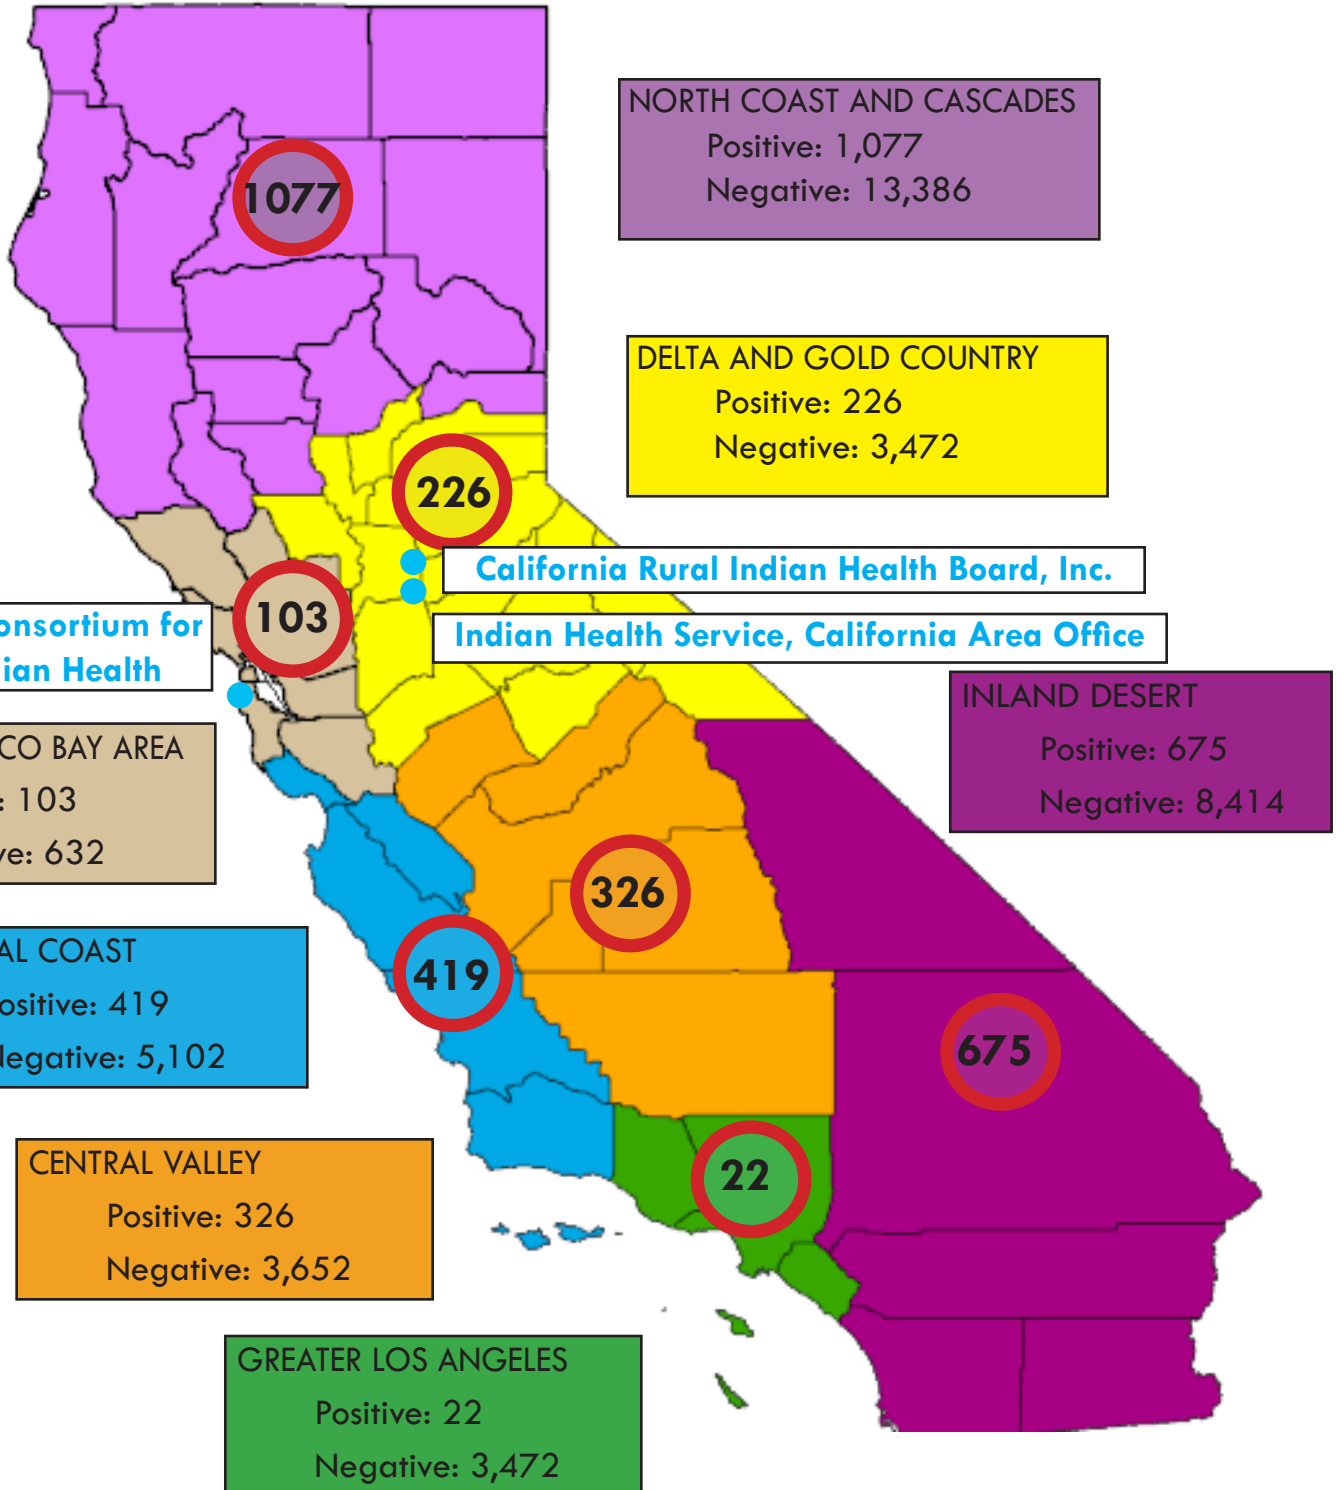 NORTH COAST AND CASCADES
Positive: 1,077
Negative: 13,386
1077
DELTA AND GOLD COUNTRY
Positive: 226
Negative: 3,472
226
California Rural Indian Health Board, Inc.
103
onsortium for
ian Health
Indian Health Service, California Area Office
INLAND DESERT
Positive: 675
Negative: 8,414
CO BAY AREA
: 103
ve: 632
326
AL COAST
ositive: 419
legative: 5,102
419
675
CENTRAL VALLEY
Positive: 326
Negative: 3,652
22
GREATER LOS ANGELES
Positive: 22
Negative: 3,472